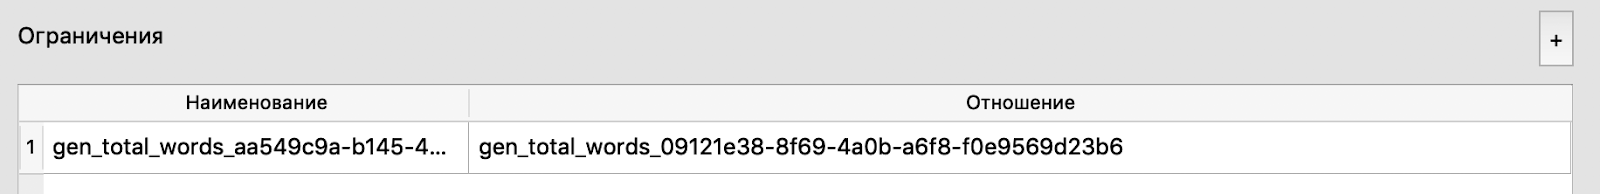 Ограничения
+
Наименование Отношение
1 gen_total_words_aa549c9a-b145-4... gen_total_words_09121e38-8f69-4a0b-a6f8-f0e9569d23b6